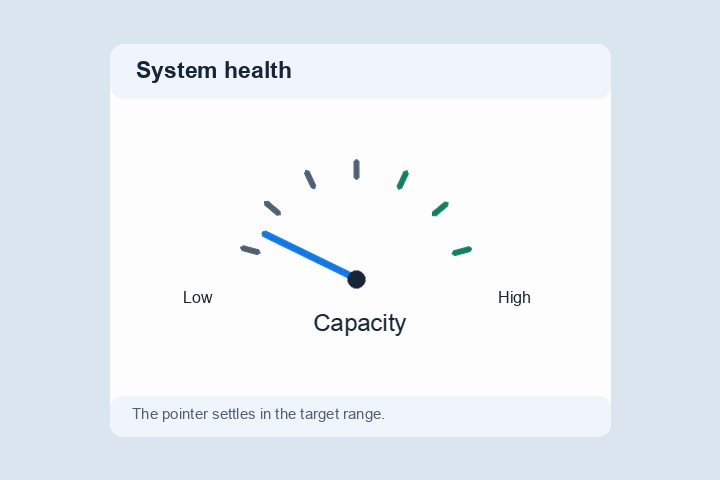 System health
Low
High
Capacity
The pointer settles in the target range.